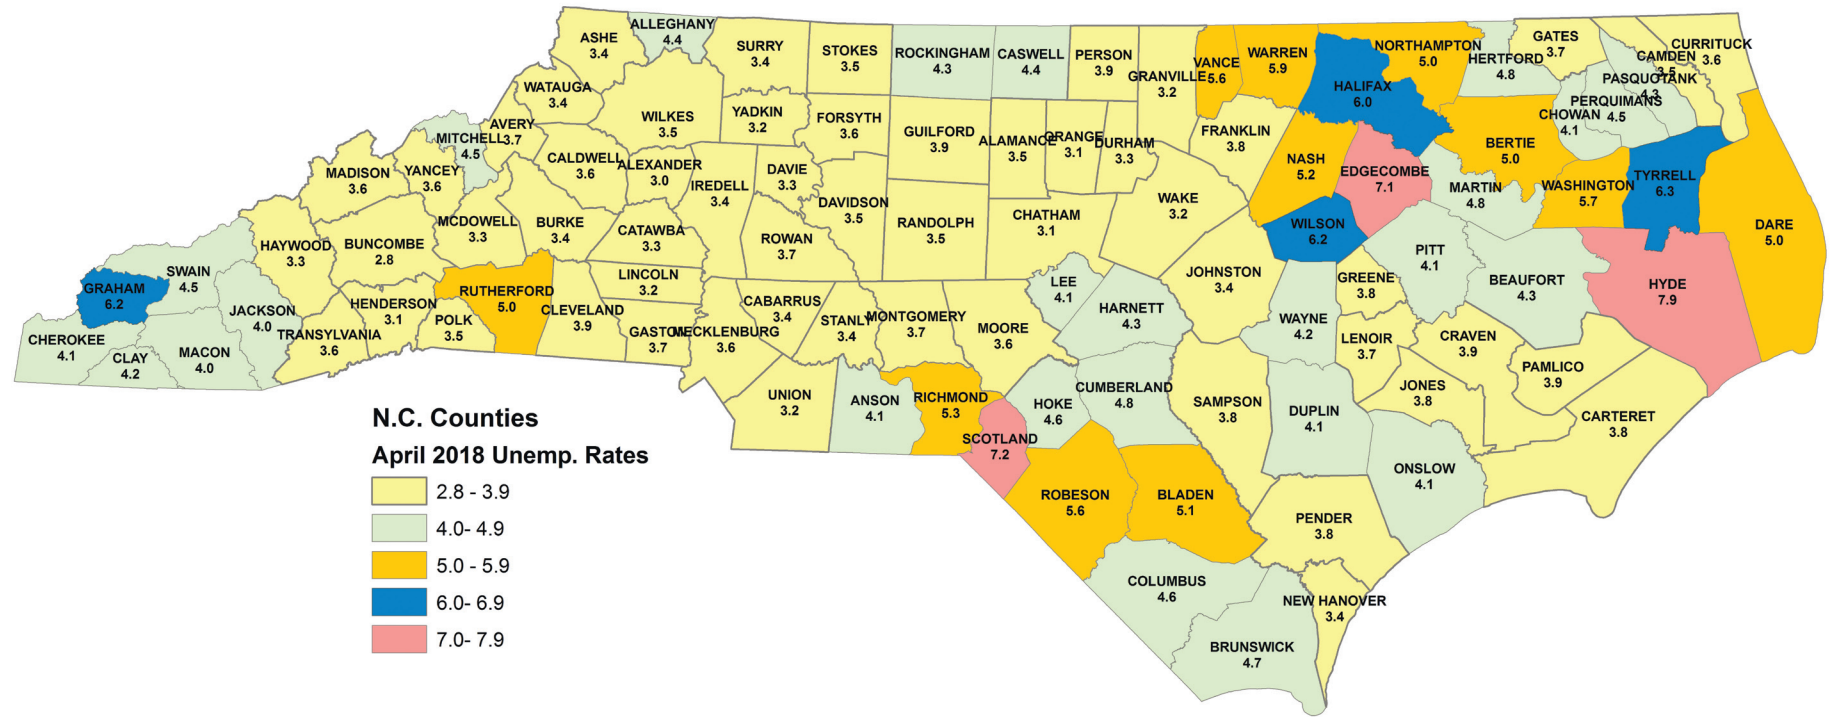 ALLEGHANY
4.4
ASHE
3.4
SURRY
3.4
STOKES
3.5
ROCKINGHAM
4.3
CASWELL
4.4
PERSON
3.9
GRANVILLE
3.2
VANCE
5.6
WARREN
5.9
NORTHAMPTON
5.0
HERTFORD
4.8
GATES
3.7
CURRITUCK
3.6
CAMDEN
3.5
PASQUOTANK
4.3
PERQUIMANS
4.5
CHOWAN
4.1
HALIFAX
6.0
WATAUGA
3.4
WILKES
3.5
YADKIN
3.2
FORSYTH
3.6
GUILFORD
3.9
ALAMANCE
3.5
ORANGE
3.1
DURHAM
3.3
FRANKLIN
3.8
NASH
5.2
EDGECOMBE
7.1
BERTIE
5.0
MARTIN
4.8
WASHINGTON
5.7
TYRRELL
6.3
DARE
5.0
MITCHELL
4.5
AVERY
3.7
CALDWELL
3.6
ALEXANDER
3.0
IREDELL
3.4
DAVIE
3.3
DAVIDSON
3.5
RANDOLPH
3.5
CHATHAM
3.1
WAKE
3.2
WILSON
6.2
MADISON
3.6
YANCEY
3.6
MCDOWELL
3.3
BURKE
3.4
CATAWBA
3.3
ROWAN
3.7
HAYWOOD
3.3
BUNCOMBE
2.8
SWAIN
4.5
GRAHAM
6.2
JACKSON
4.0
HENDERSON
3.1
RUTHERFORD
5.0
LINCOLN
3.2
CLEVELAND
3.9
CABARRUS
3.4
STANLY
3.4
MONTGOMERY
3.7
MOORE
3.6
LEE
4.1
HARNETT
4.3
JOHNSTON
3.4
WAYNE
4.2
GREENE
3.8
PITT
4.1
BEAUFORT
4.3
HYDE
7.9
CHEROKEE
4.1
CLAY
4.2
MACON
4.0
TRANSYLVANIA
3.6
POLK
3.5
GASTON
3.7
MECKLENBURG
3.6
LENOIR
3.7
CRAVEN
3.9
PAMLICO
3.9
JONES
3.8
CARTERET
3.8
UNION
3.2
ANSON
4.1
RICHMOND
5.3
HOKE
4.6
CUMBERLAND
4.8
SAMPSON
3.8
DUPLIN
4.1
ONSLOW
4.1
SCOTLAND
7.2
ROBESON
5.6
BLADEN
5.1
PENDER
3.8
COLUMBUS
4.6
NEW HANOVER
3.4
BRUNSWICK
4.7
N.C. Counties
April 2018 Unemp. Rates
2.8 - 3.9
4.0- 4.9
5.0 - 5.9
6.0- 6.9
7.0- 7.9